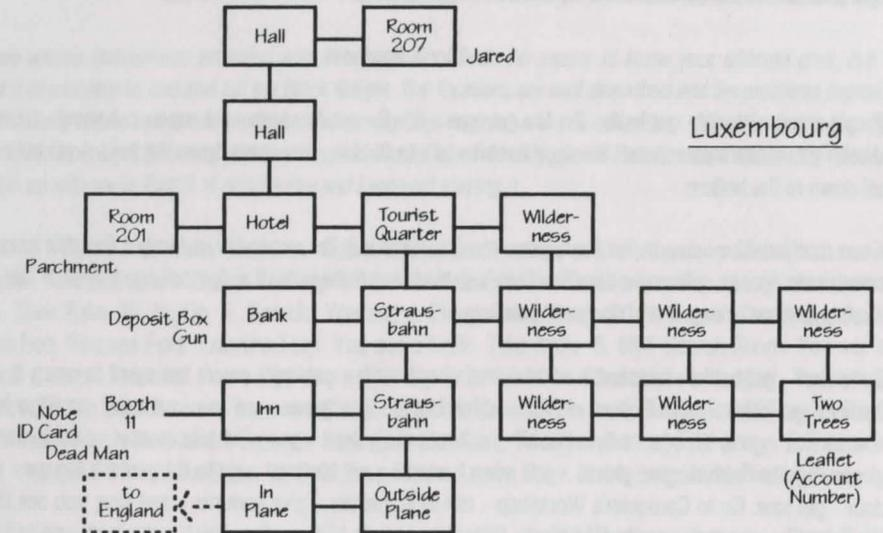 Hall
Room
207
Jared
Hall
Luxembourg
Room
201
Hotel
Tourist
Quarter
Wilder-
ness
Parchment
Deposit Box
Gun
Bank
Straus-
bahn
Wilder-
ness
Wilder-
ness
Wilder-
ness
Note
ID Card
Dead Man
Booth
11
Inn
Straus-
bahn
Wilder-
ness
Wilder-
ness
Two
Trees
Leaflet
(Account
Number)
to
England
In
Plane
Outside
Plane